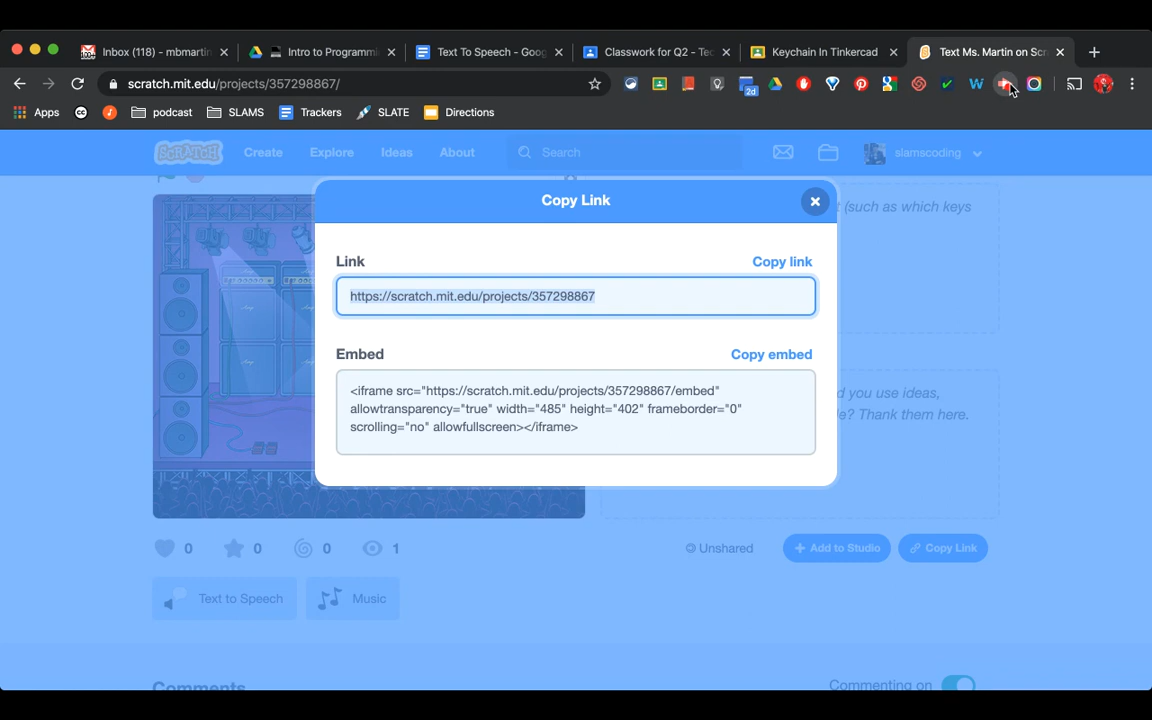 Inbox (118) - mbmartin
Intro to Programmi
Text To Speech - Goog
Classwork for Q2 - Tec
Keychain In Tinkercad
Text Ms. Martin on Scra
scratch.mit.edu/projects/357298867/
2d
Apps
podcast
SLAMS
Trackers
SLATE
Directions
SCRATCH
Create
Explore
Ideas
About
Search
slamscoding
Copy Link
t (such as which keys
Link
Copy link
https://scratch.mit.edu/projects/357298867
Embed
Copy embed
<iframe src="https://scratch.mit.edu/projects/357298867/embed"
allowtransparency="true" width="485" height="402" frameborder="0"
scrolling="no" allowfullscreen></iframe>
d you use ideas,
e? Thank them here.
0
0
0
1
Unshared
Add to Studio
Copy Link
Text to Speech
Music
Comments
Commenting on